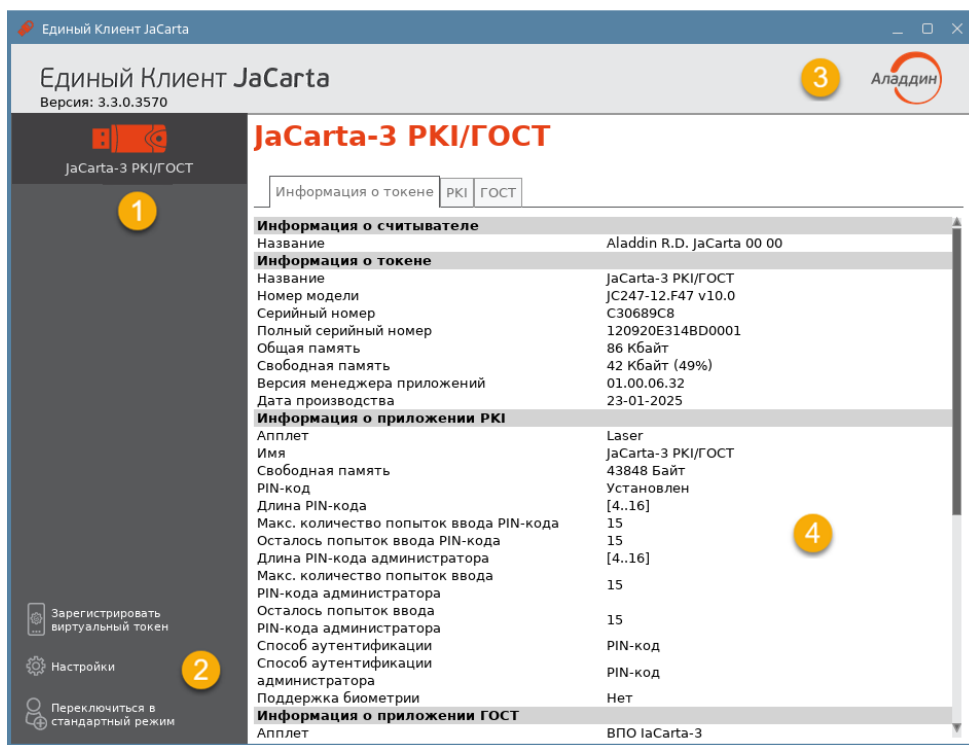 Единый Клиент JaCarta
Единый Клиент JaCarta
Версия: 3.3.0.3570
3
Аладдин
JaCarta-3 PKI/ГОСТ
1
Зарегистрировать
виртуальный токен
Настройки
2
Переключиться в
стандартный режим
JaCarta-3 PKI/ГОСТ
Информация о токене PKI ГОСТ
Информация о считывателе
Название Aladdin R.D. JaCarta 00 00
Информация о токене
Название JaCarta-3 PKI/ГОСТ
Номер модели JC247-12.F47 v10.0
Серийный номер C30689C8
Полный серийный номер 120920E314BD0001
Общая память 86 Кбайт
Свободная память 42 Кбайт (49%)
Версия менеджера приложений 01.00.06.32
Дата производства 23-01-2025
Информация о приложении PKI
Апплет Laser
Имя JaCarta-3 PKI/ГОСТ
Свободная память 43848 Байт
PIN-код Установлен
Длина PIN-кода [4..16]
Макс. количество попыток ввода PIN-кода 15
Осталось попыток ввода PIN-кода 15
4
Длина PIN-кода администратора [4..16]
Макс. количество попыток ввода
PIN-кода администратора 15
Осталось попыток ввода
PIN-кода администратора 15
Способ аутентификации PIN-код
Способ аутентификации
администратора PIN-код
Поддержка биометрии Нет
Информация о приложении ГОСТ
Апплет ВПО JaCarta-3